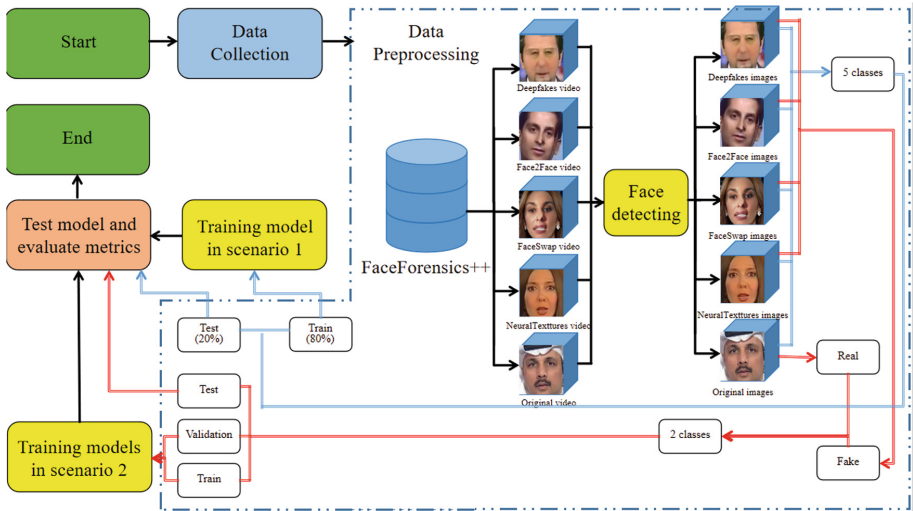 Start
Data
Collection
Data
Preprocessing
Deepfakes video
Face2Face video
FaceSwap video
NeuralTexttures video
Original video
FaceForensics++
Face
detecting
Deepfakes images
Face2Face images
FaceSwap images
NeuralTexttures images
Original images
5 classes
End
Test model and
evaluate metrics
Training model
in scenario 1
Test
(20%)
Train
(80%)
Real
Test
Validation
Train
2 classes
Fake
Training models
in scenario 2